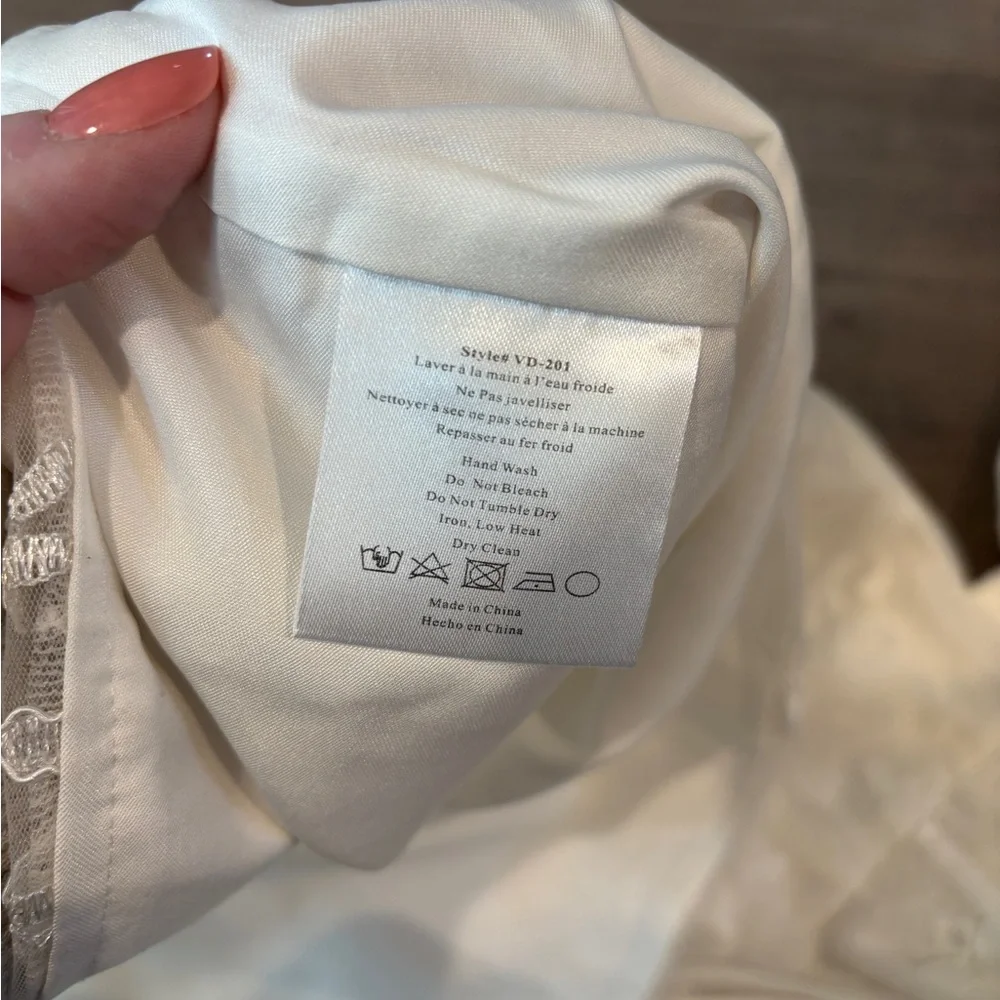 Style# VD-201
Laver à la main à l'eau froide
Ne Pas javelliser
Nettoyer à sec ne pas sècher à la machine
Repasser au fer froid
Hand Wash
Do Not Bleach
Do Not Tumble Dry
Iron, Low Heat
Dry Clean
Made in China
Hecho en China